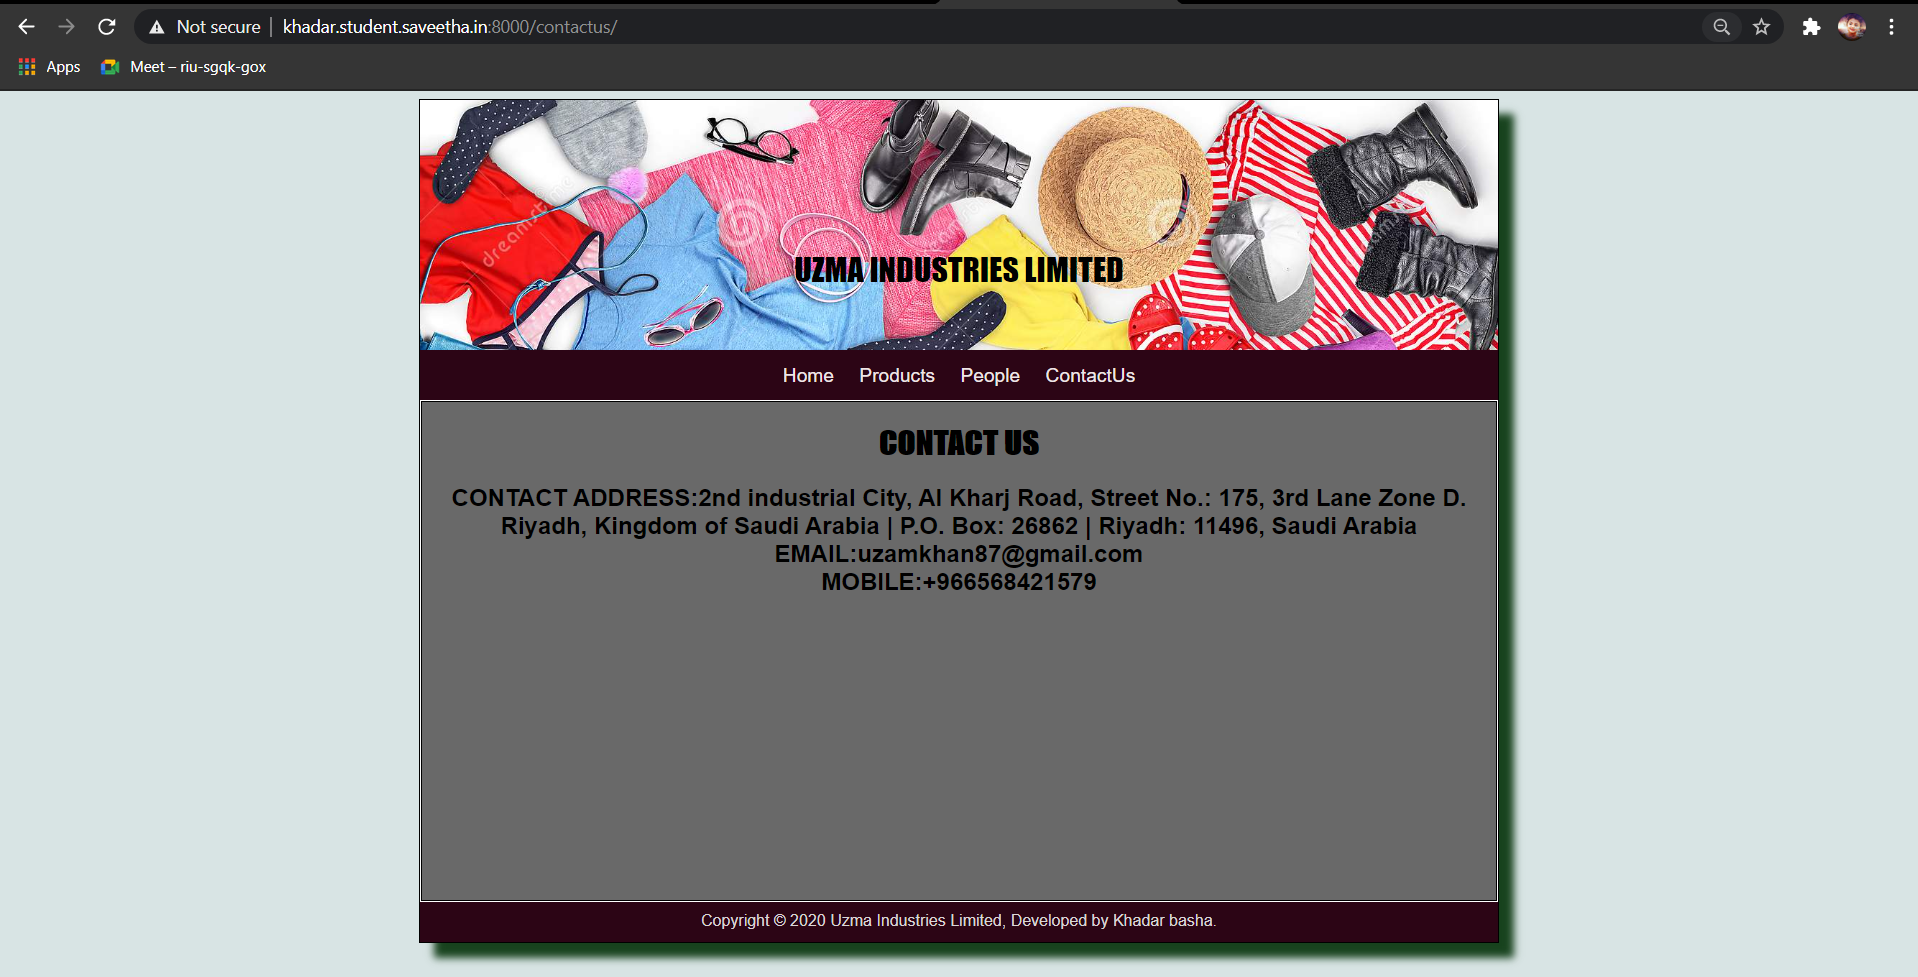 Not secure | khadar.student.saveetha.in:8000/contactus/
Apps Meet – riu-sgqk-gox
dreamstime
UZMA INDUSTRIES LIMITED
Home Products People ContactUs
CONTACT US
CONTACT ADDRESS:2nd industrial City, Al Kharj Road, Street No.: 175, 3rd Lane Zone D.
Riyadh, Kingdom of Saudi Arabia | P.O. Box: 26862 | Riyadh: 11496, Saudi Arabia
EMAIL:uzamkhan87@gmail.com
MOBILE:+966568421579
Copyright © 2020 Uzma Industries Limited, Developed by Khadar basha.